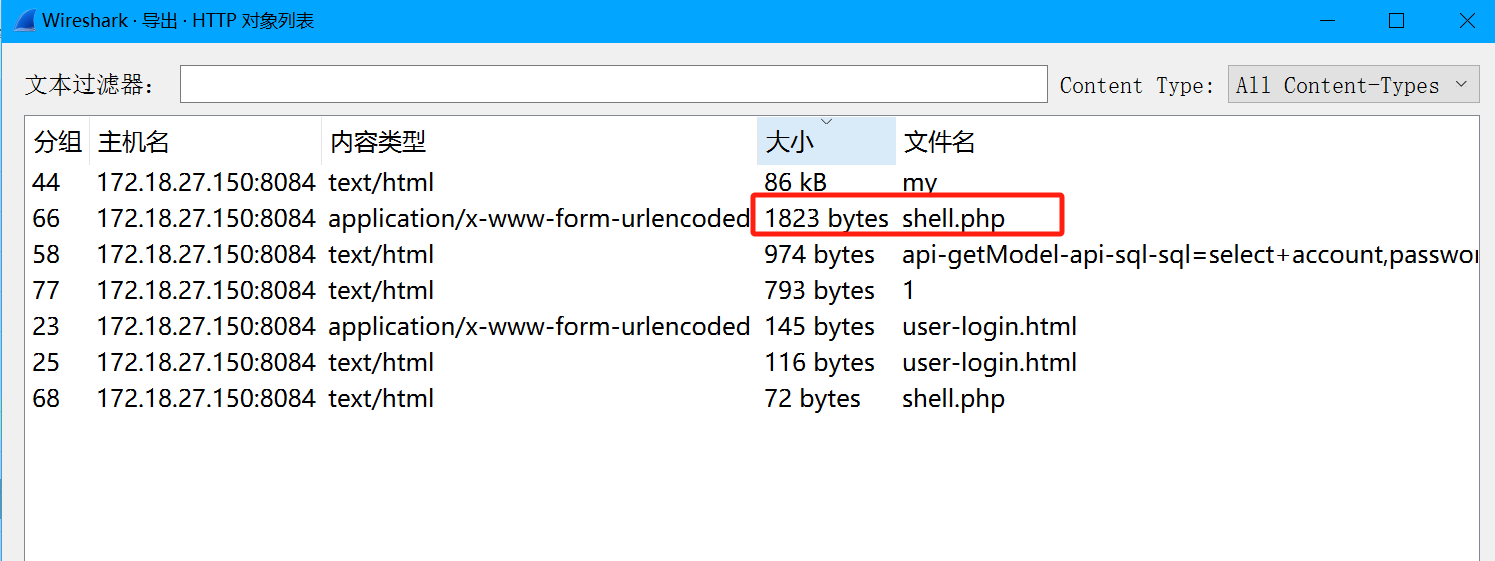 Wireshark · 导出 · HTTP 对象列表
文本过滤器： Content Type: All Content-Types
分组 主机名 内容类型 大小 文件名
44 172.18.27.150:8084 text/html 86 kB my
66 172.18.27.150:8084 application/x-www-form-urlencoded 1823 bytes shell.php
58 172.18.27.150:8084 text/html 974 bytes api-getModel-api-sql-sql=select+account,passwor
77 172.18.27.150:8084 text/html 793 bytes 1
23 172.18.27.150:8084 application/x-www-form-urlencoded 145 bytes user-login.html
25 172.18.27.150:8084 text/html 116 bytes user-login.html
68 172.18.27.150:8084 text/html 72 bytes shell.php